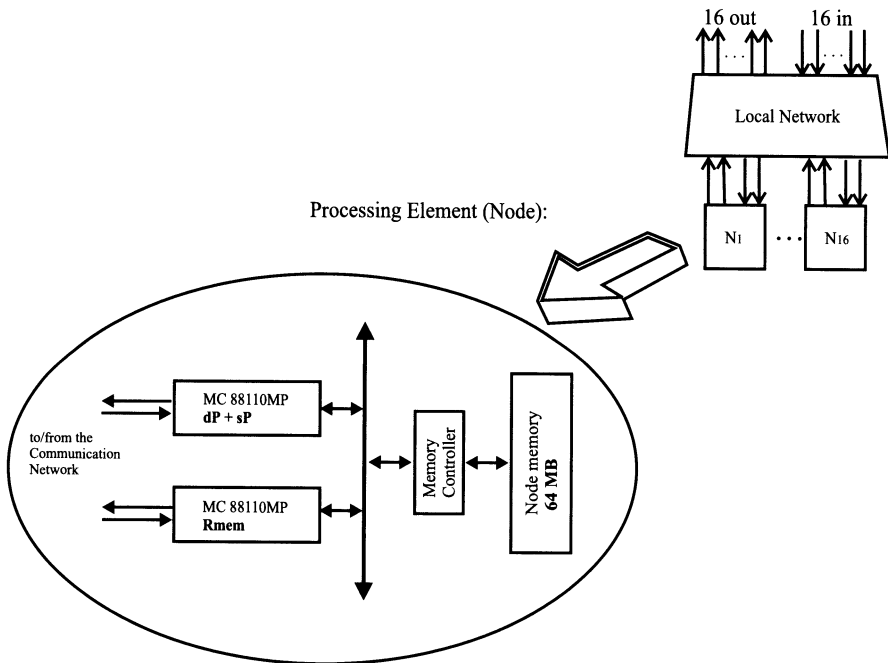 16 out 16 in
Local Network
N1 ... N16
Processing Element (Node):
MC 88110MP
dP + sP
to/from the
Communication
Network
MC 88110MP
Rmem
Memory
Controller
Node memory
64 MB